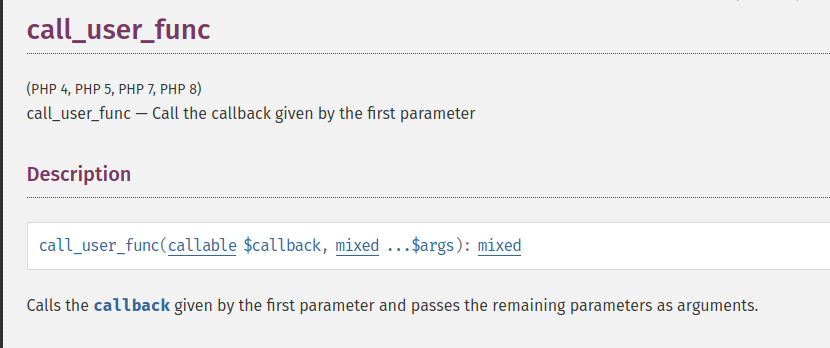 call_user_func
(PHP 4, PHP 5, PHP 7, PHP 8)
call_user_func — Call the callback given by the first parameter
Description
call_user_func(callable $callback, mixed ...$args): mixed
Calls the callback given by the first parameter and passes the remaining parameters as arguments.